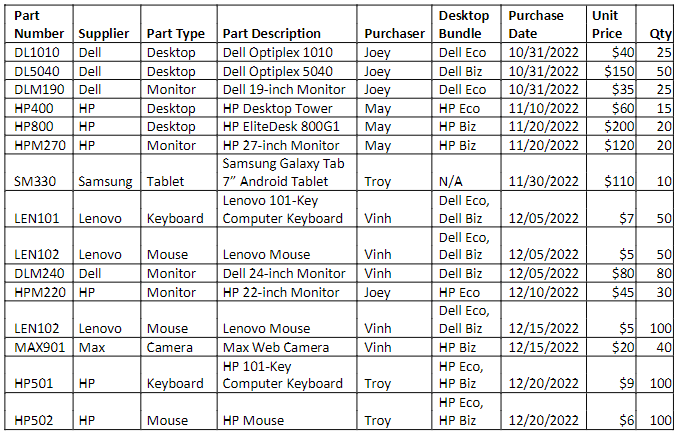 Part Number Supplier Part Type Part Description Purchaser Desktop Bundle Purchase Date Unit Price Qty
DL1010 Dell Desktop Dell Optiplex 1010 Joey Dell Eco 10/31/2022 $40 25
DL5040 Dell Desktop Dell Optiplex 5040 Joey Dell Biz 10/31/2022 $150 50
DLM190 Dell Monitor Dell 19-inch Monitor Joey Dell Eco 10/31/2022 $35 25
HP400 HP Desktop HP Desktop Tower May HP Eco 11/10/2022 $60 15
HP800 HP Desktop HP EliteDesk 800G1 May HP Biz 11/20/2022 $200 20
HPM270 HP Monitor HP 27-inch Monitor May HP Biz 11/20/2022 $120 20
SM330 Samsung Tablet Samsung Galaxy Tab 7” Android Tablet Troy N/A 11/30/2022 $110 10
LEN101 Lenovo Keyboard Lenovo 101-Key Computer Keyboard Vinh Dell Eco, Dell Biz 12/05/2022 $7 50
LEN102 Lenovo Mouse Lenovo Mouse Vinh Dell Eco, Dell Biz 12/05/2022 $5 50
DLM240 Dell Monitor Dell 24-inch Monitor Vinh Dell Biz 12/05/2022 $80 80
HPM220 HP Monitor HP 22-inch Monitor Joey HP Eco 12/10/2022 $45 30
LEN102 Lenovo Mouse Lenovo Mouse Vinh Dell Eco, Dell Biz 12/15/2022 $5 100
MAX901 Max Camera Max Web Camera Vinh HP Biz 12/15/2022 $20 40
HP501 HP Keyboard HP 101-Key Computer Keyboard Troy HP Eco, HP Biz 12/20/2022 $9 100
HP502 HP Mouse HP Mouse Troy HP Eco, HP Biz 12/20/2022 $6 100